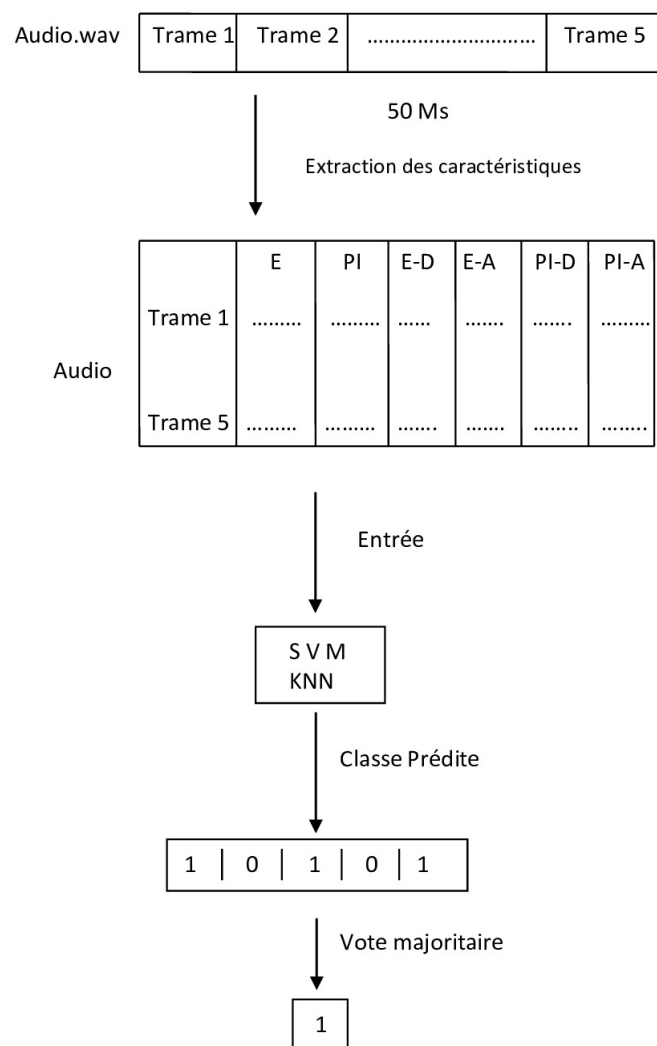 Audio.wav Trame 1 Trame 2 ................................ Trame 5
50 Ms
Extraction des caractéristiques
E PI E-D E-A PI-D PI-A
Trame 1 ......... ......... ...... ....... ....... .........
Audio
Trame 5 ......... ......... ....... ....... ........ ........
Entrée
S V M
KNN
Classe Prédite
1 | 0 | 1 | 0 | 1
Vote majoritaire
1